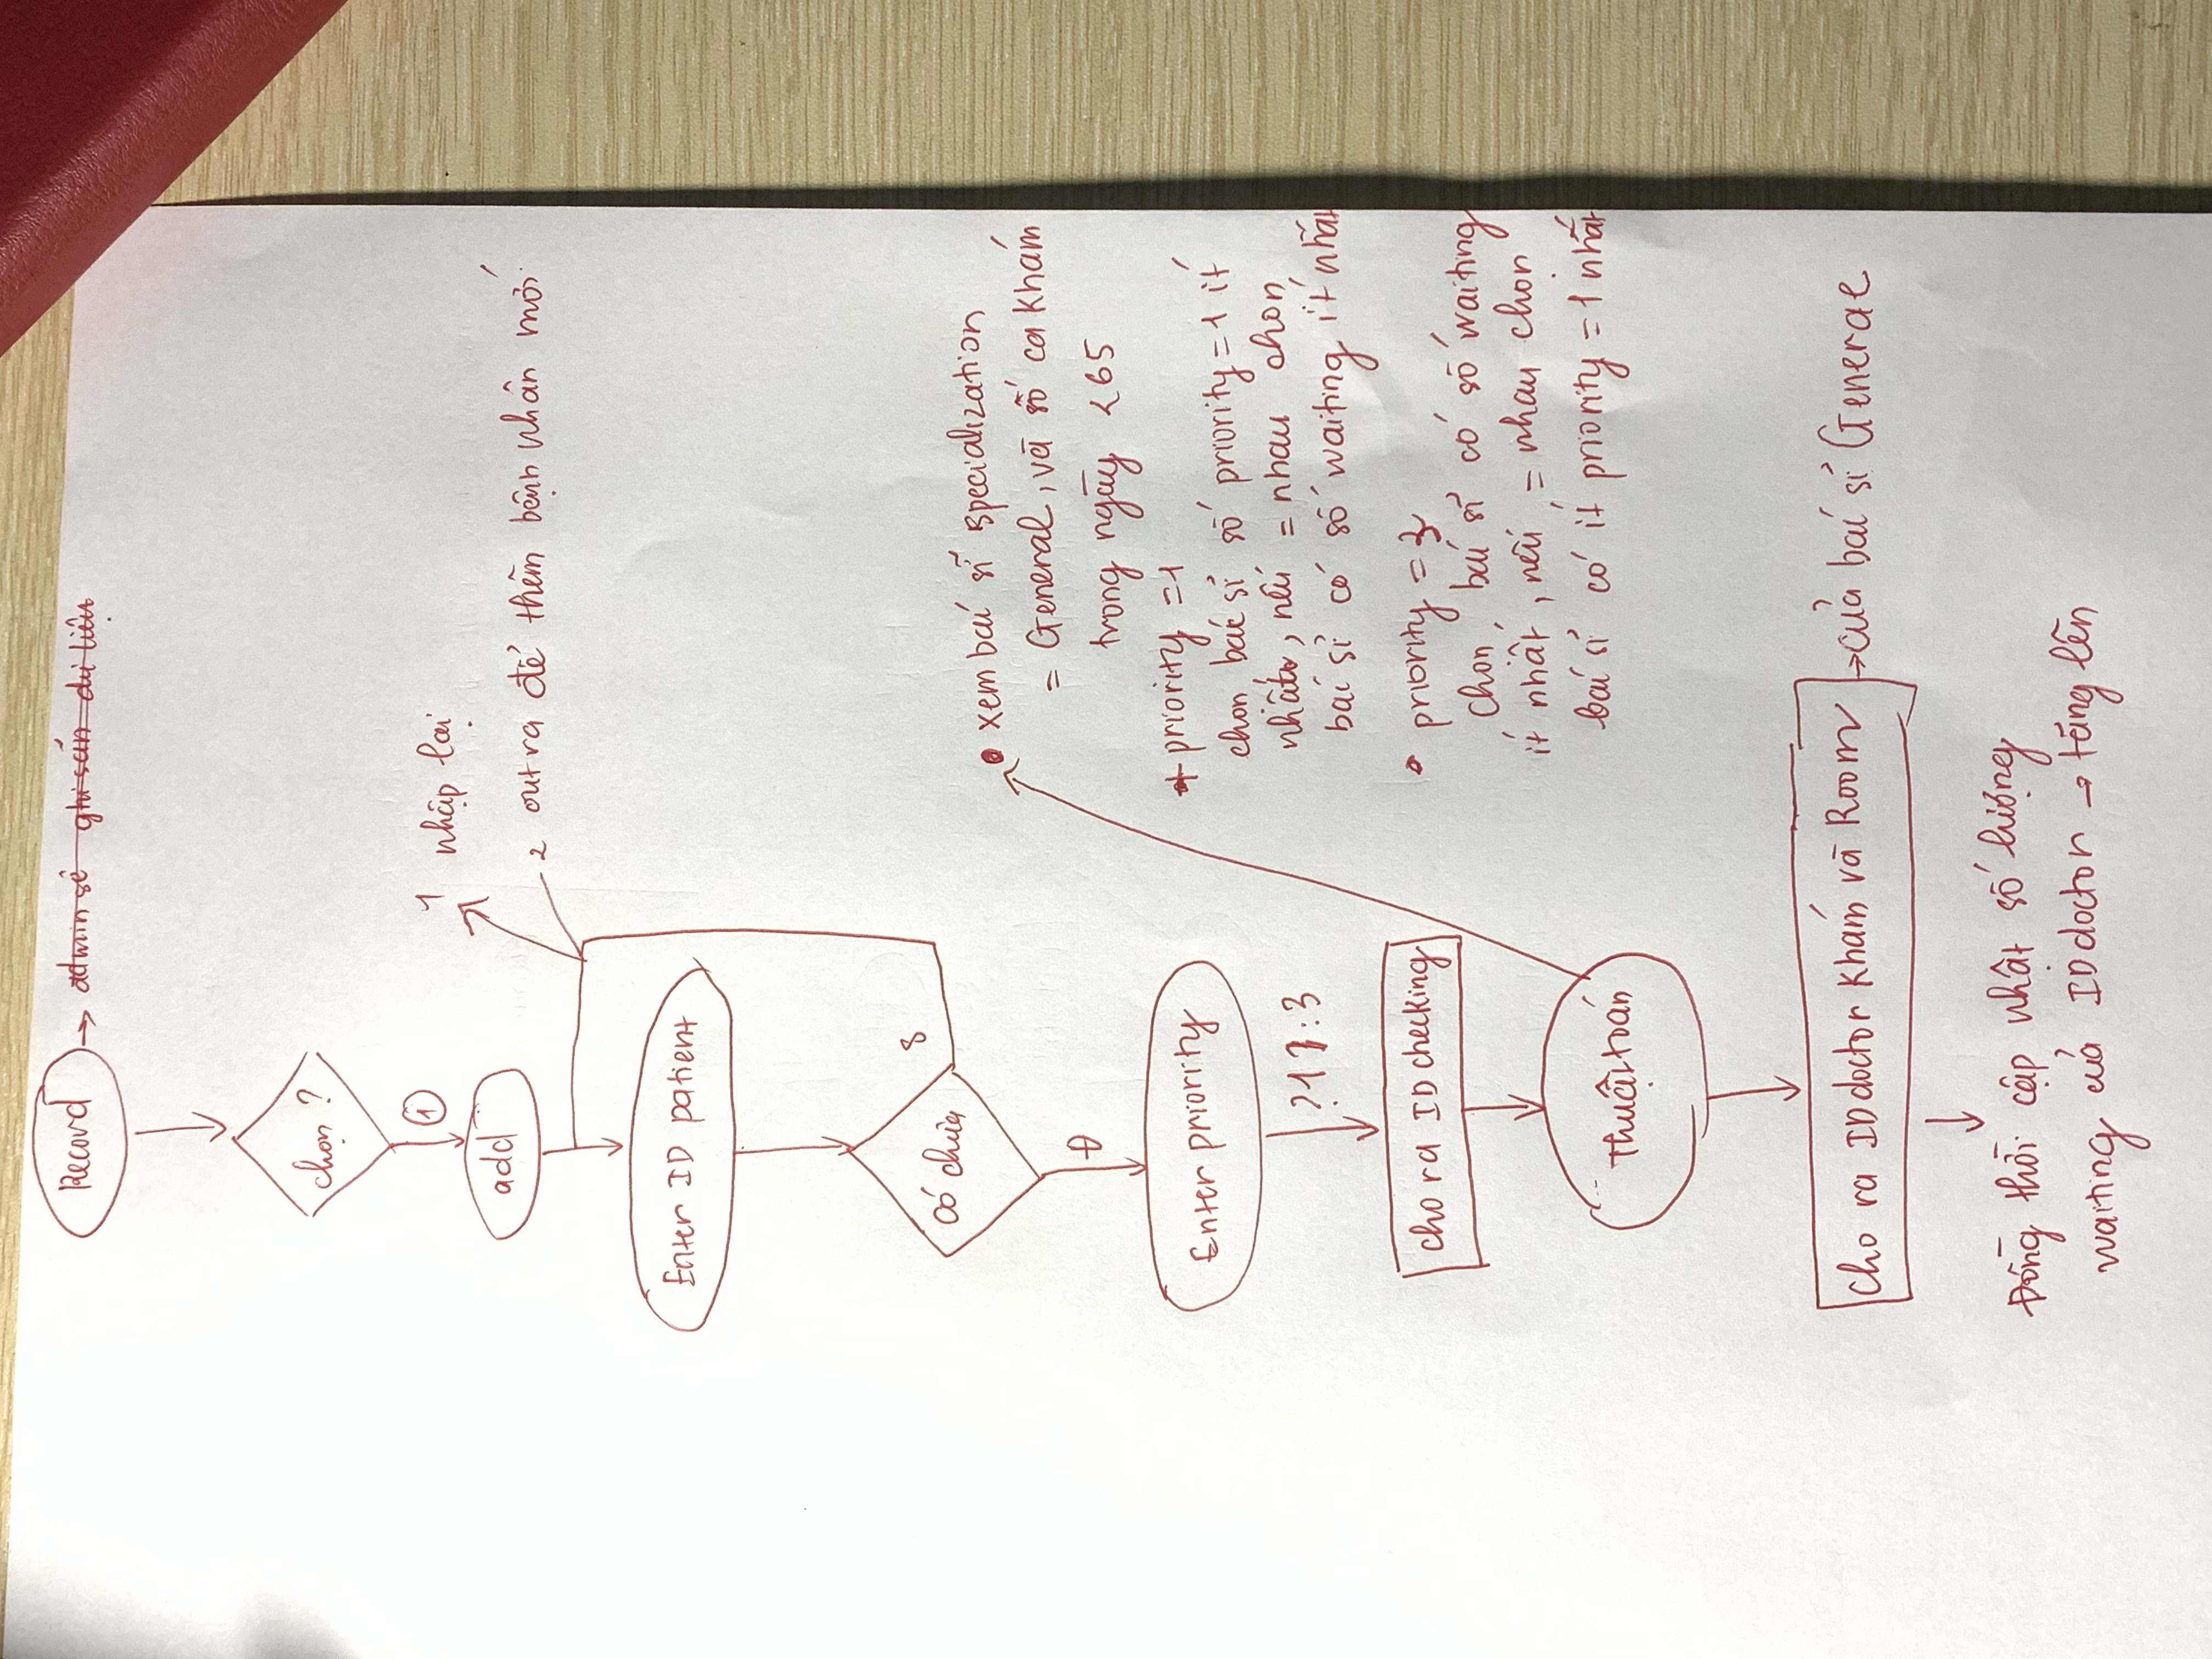 Record → admin sẽ ghi sẵn dữ liệu
chọn ?
1
add
1 nhập lại
2 out ra để thêm bệnh nhân mới
Enter ID patient
Có chưa
S
Đ
Enter priority
? 1 : 3
cho ra ID checking
Thuật toán
• xem bác sĩ specialization
= General, và số ca khám
trong ngày < 65
+ priority = 1
chọn bác sĩ số priority = 1 ít
nhất, nếu = nhau chọn
bác sĩ có số waiting ít nhất
• priority = 3
Chọn bác sĩ có số waiting
ít nhất, nếu = nhau chọn
bác sĩ có ít priority = 1 nhất
Cho ra ID doctor Khám và Room → của bác sĩ General
Đồng thời cập nhật số lượng
waiting của ID doctor → tăng lên